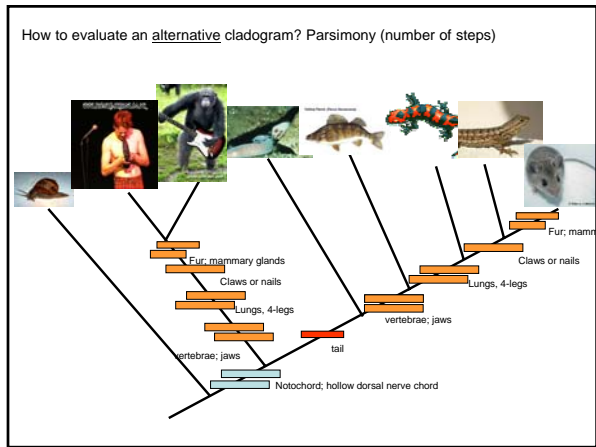 How to evaluate an alternative cladogram? Parsimony (number of steps)
Fur; mamm
Fur; mammary glands
Claws or nails
Claws or nails
Lungs, 4-legs
Lungs, 4-legs
vertebrae; jaws
tail
vertebrae; jaws
Notochord; hollow dorsal nerve chord